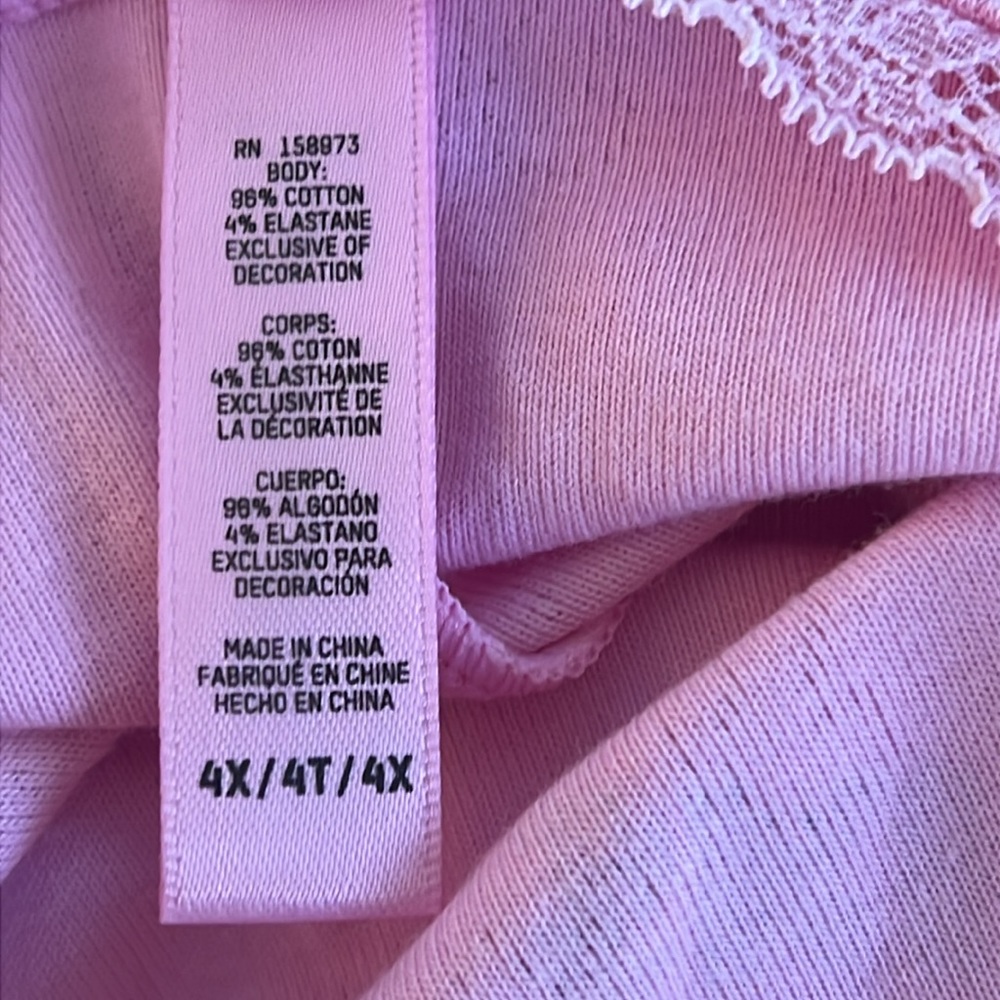 RN 158973
BODY:
96% COTTON
4% ELASTANE
EXCLUSIVE OF
DECORATION
CORPS:
96% COTON
4% ÉLASTHANNE
EXCLUSIVITÉ DE
LA DÉCORATION
CUERPO:
96% ALGODÓN
4% ELASTANO
EXCLUSIVO PARA
DECORACIÓN
MADE IN CHINA
FABRIQUÉ EN CHINE
HECHO EN CHINA
4X/4T/4X